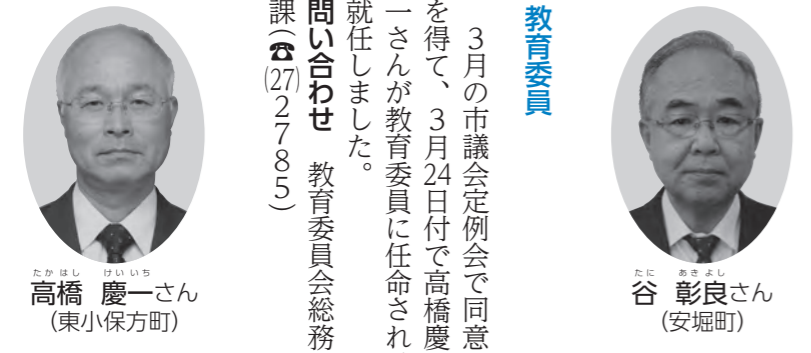 たに　あきよし
谷　彰良さん
（安堀町）
教育委員
３月の市議会定例会で同意
を得て、３月24日付で高橋慶
一さんが教育委員に任命され
就任しました。
問い合わせ　教育委員会総務
課（☎(27)２７８５）
たかはし　けいいち
高橋　慶一さん
（東小保方町）